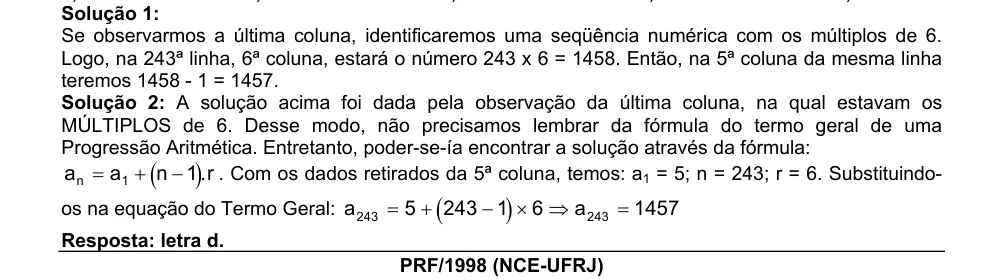 Solução 1:
Se observarmos a última coluna, identificaremos uma seqüência numérica com os múltiplos de 6.
Logo, na 243ª linha, 6ª coluna, estará o número 243 x 6 = 1458. Então, na 5ª coluna da mesma linha
teremos 1458 - 1 = 1457.
Solução 2: A solução acima foi dada pela observação da última coluna, na qual estavam os
MÚLTIPLOS de 6. Desse modo, não precisamos lembrar da fórmula do termo geral de uma
Progressão Aritmética. Entretanto, poder-se-ía encontrar a solução através da fórmula:
aₙ = a₁ + (n − 1).r . Com os dados retirados da 5ª coluna, temos: a₁ = 5; n = 243; r = 6. Substituindo-
os na equação do Termo Geral: a₂₄₃ = 5 + (243 − 1) × 6 ⇒ a₂₄₃ = 1457
Resposta: letra d.
PRF/1998 (NCE-UFRJ)